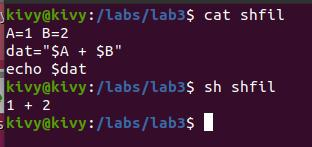 kivy@kivy:/labs/lab3$ cat shfil
A=1 B=2
dat="$A + $B"
echo $dat
kivy@kivy:/labs/lab3$ sh shfil
1 + 2
kivy@kivy:/labs/lab3$